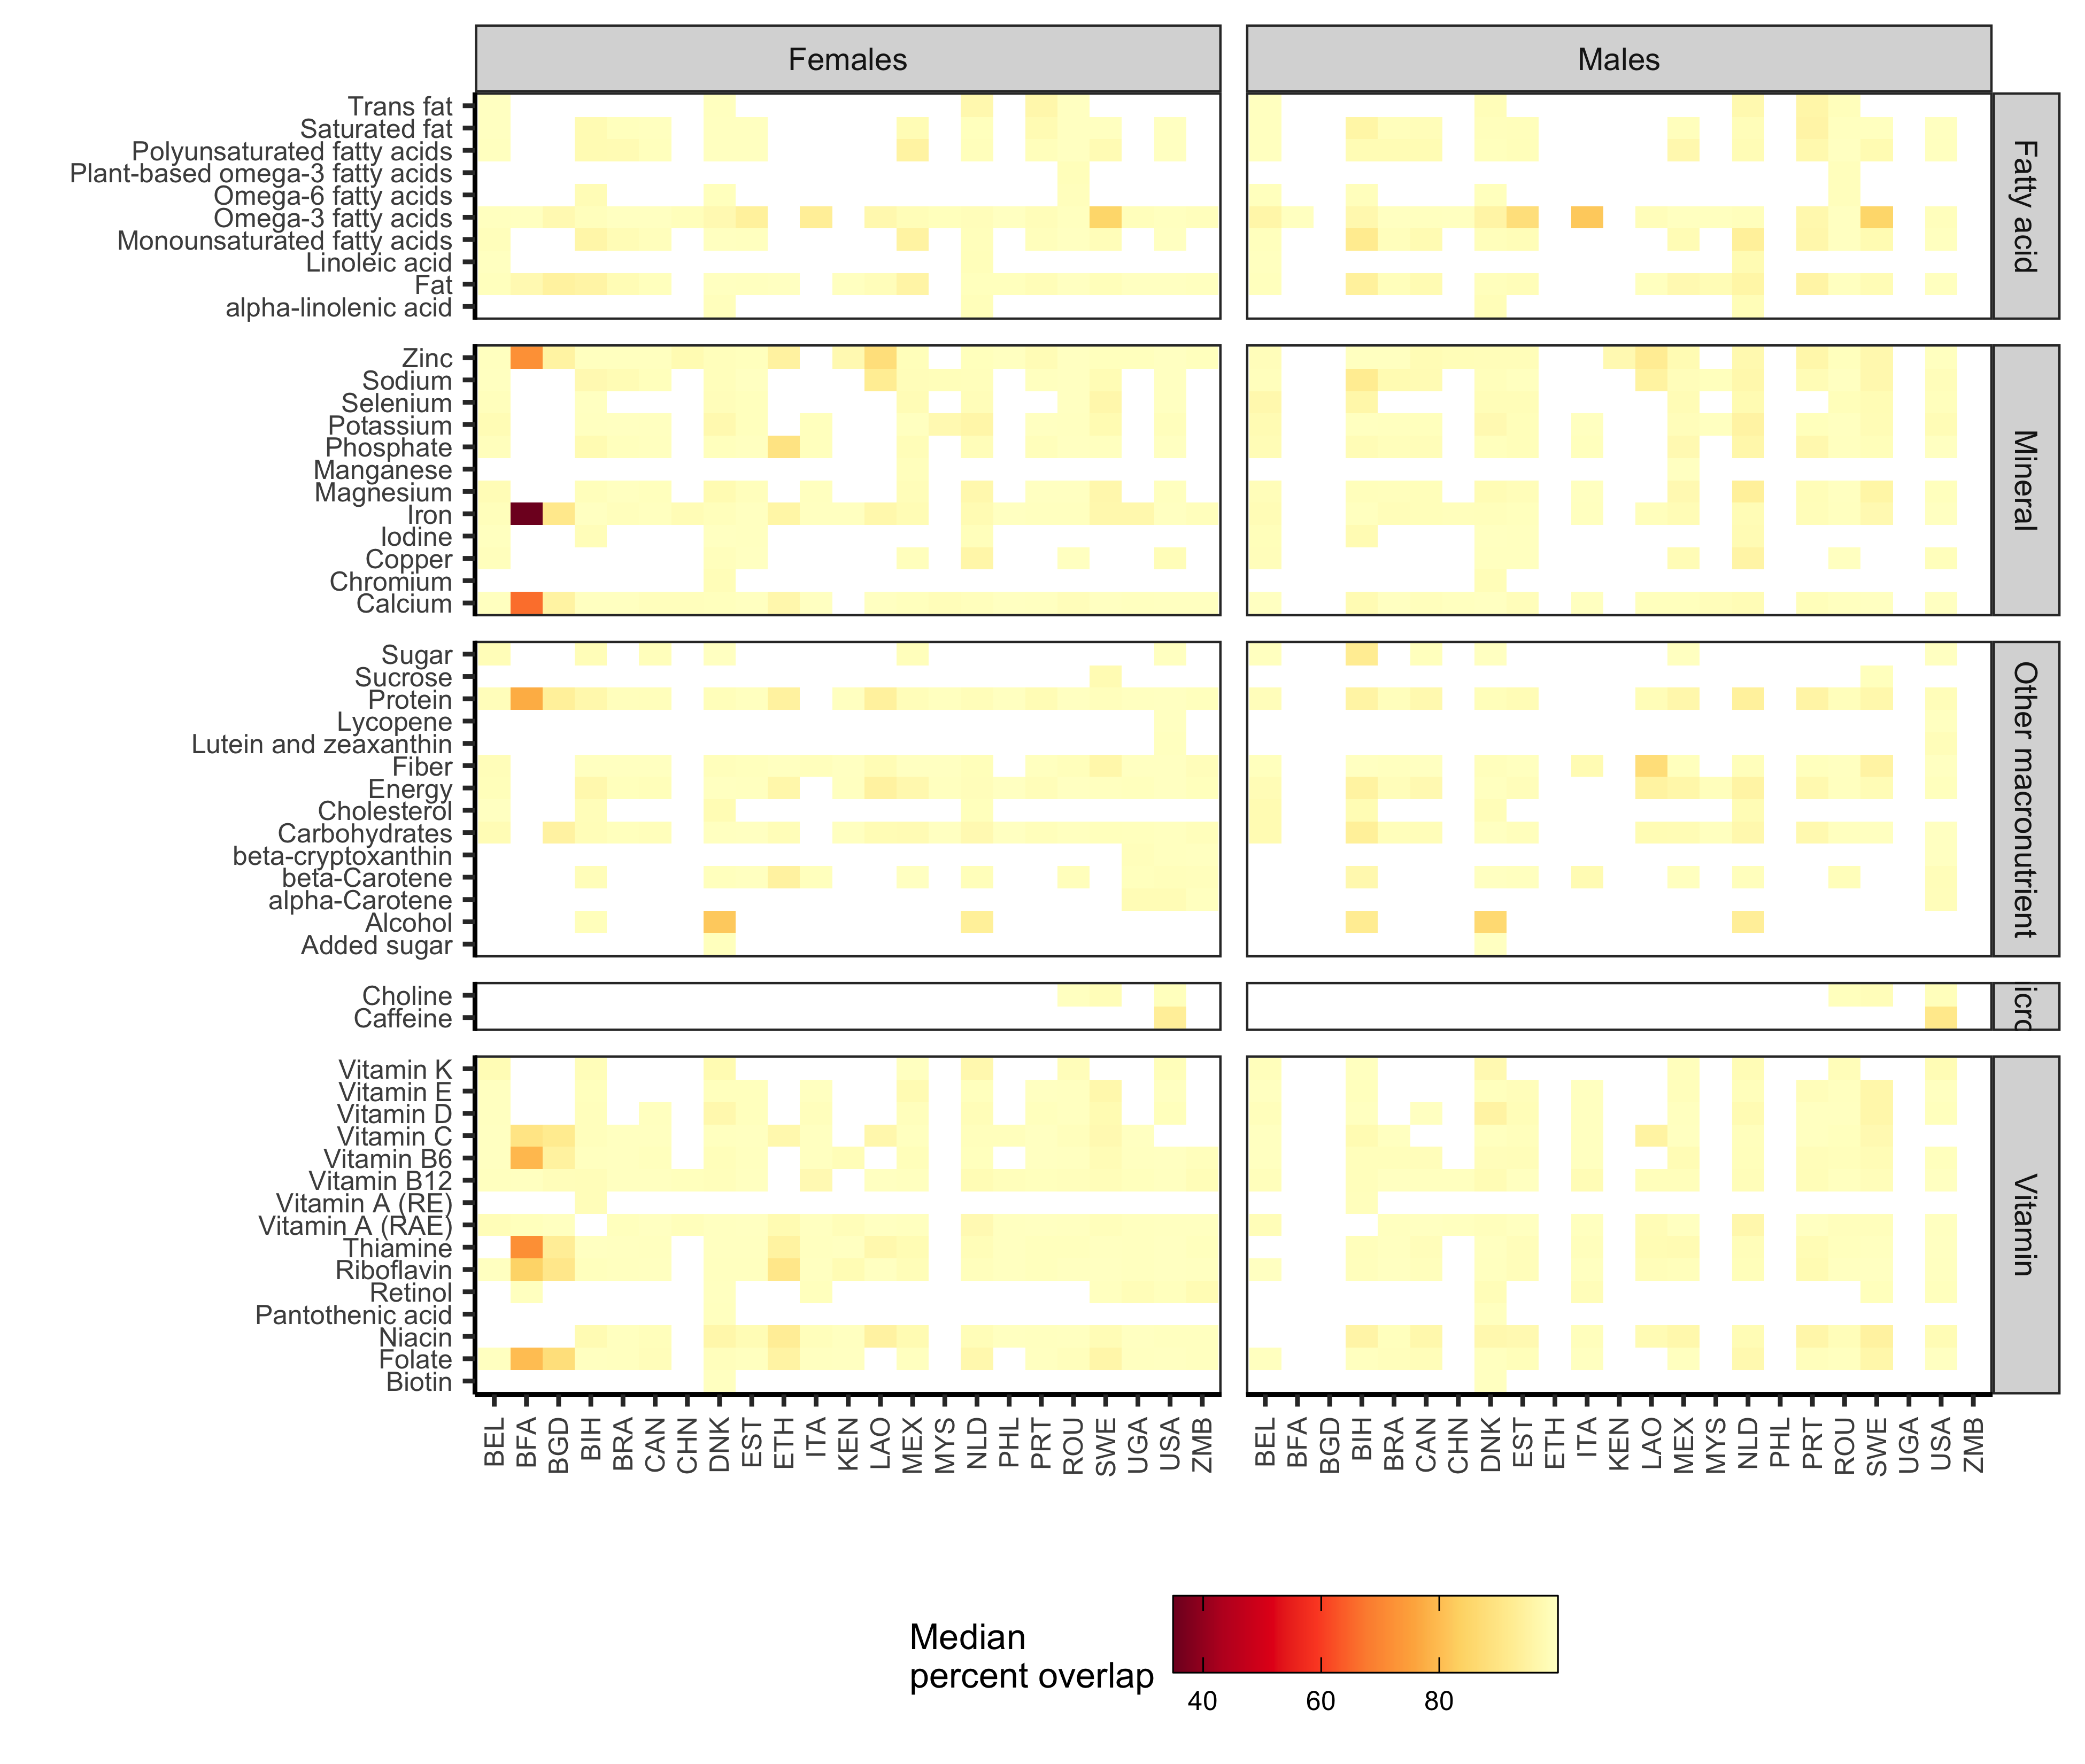 Females
Males
Trans fat
Saturated fat
Polyunsaturated fatty acids
Plant-based omega-3 fatty acids
Omega-6 fatty acids
Omega-3 fatty acids
Monounsaturated fatty acids
Linoleic acid
Fat
alpha-linolenic acid
Fatty acid
Zinc
Sodium
Selenium
Potassium
Phosphate
Manganese
Magnesium
Iron
Iodine
Copper
Chromium
Calcium
Mineral
Sugar
Sucrose
Protein
Lycopene
Lutein and zeaxanthin
Fiber
Energy
Cholesterol
Carbohydrates
beta-cryptoxanthin
beta-Carotene
alpha-Carotene
Alcohol
Added sugar
Other macronutrient
Choline
Caffeine
icro
Vitamin K
Vitamin E
Vitamin D
Vitamin C
Vitamin B6
Vitamin B12
Vitamin A (RE)
Vitamin A (RAE)
Thiamine
Riboflavin
Retinol
Pantothenic acid
Niacin
Folate
Biotin
Vitamin
BEL BFA BGD BIH BRA CAN CHN DNK EST ETH ITA KEN LAO MEX MYS NLD PHL PRT ROU SWE UGA USA ZMB
BEL BFA BGD BIH BRA CAN CHN DNK EST ETH ITA KEN LAO MEX MYS NLD PHL PRT ROU SWE UGA USA ZMB
Median
percent overlap
40 60 80